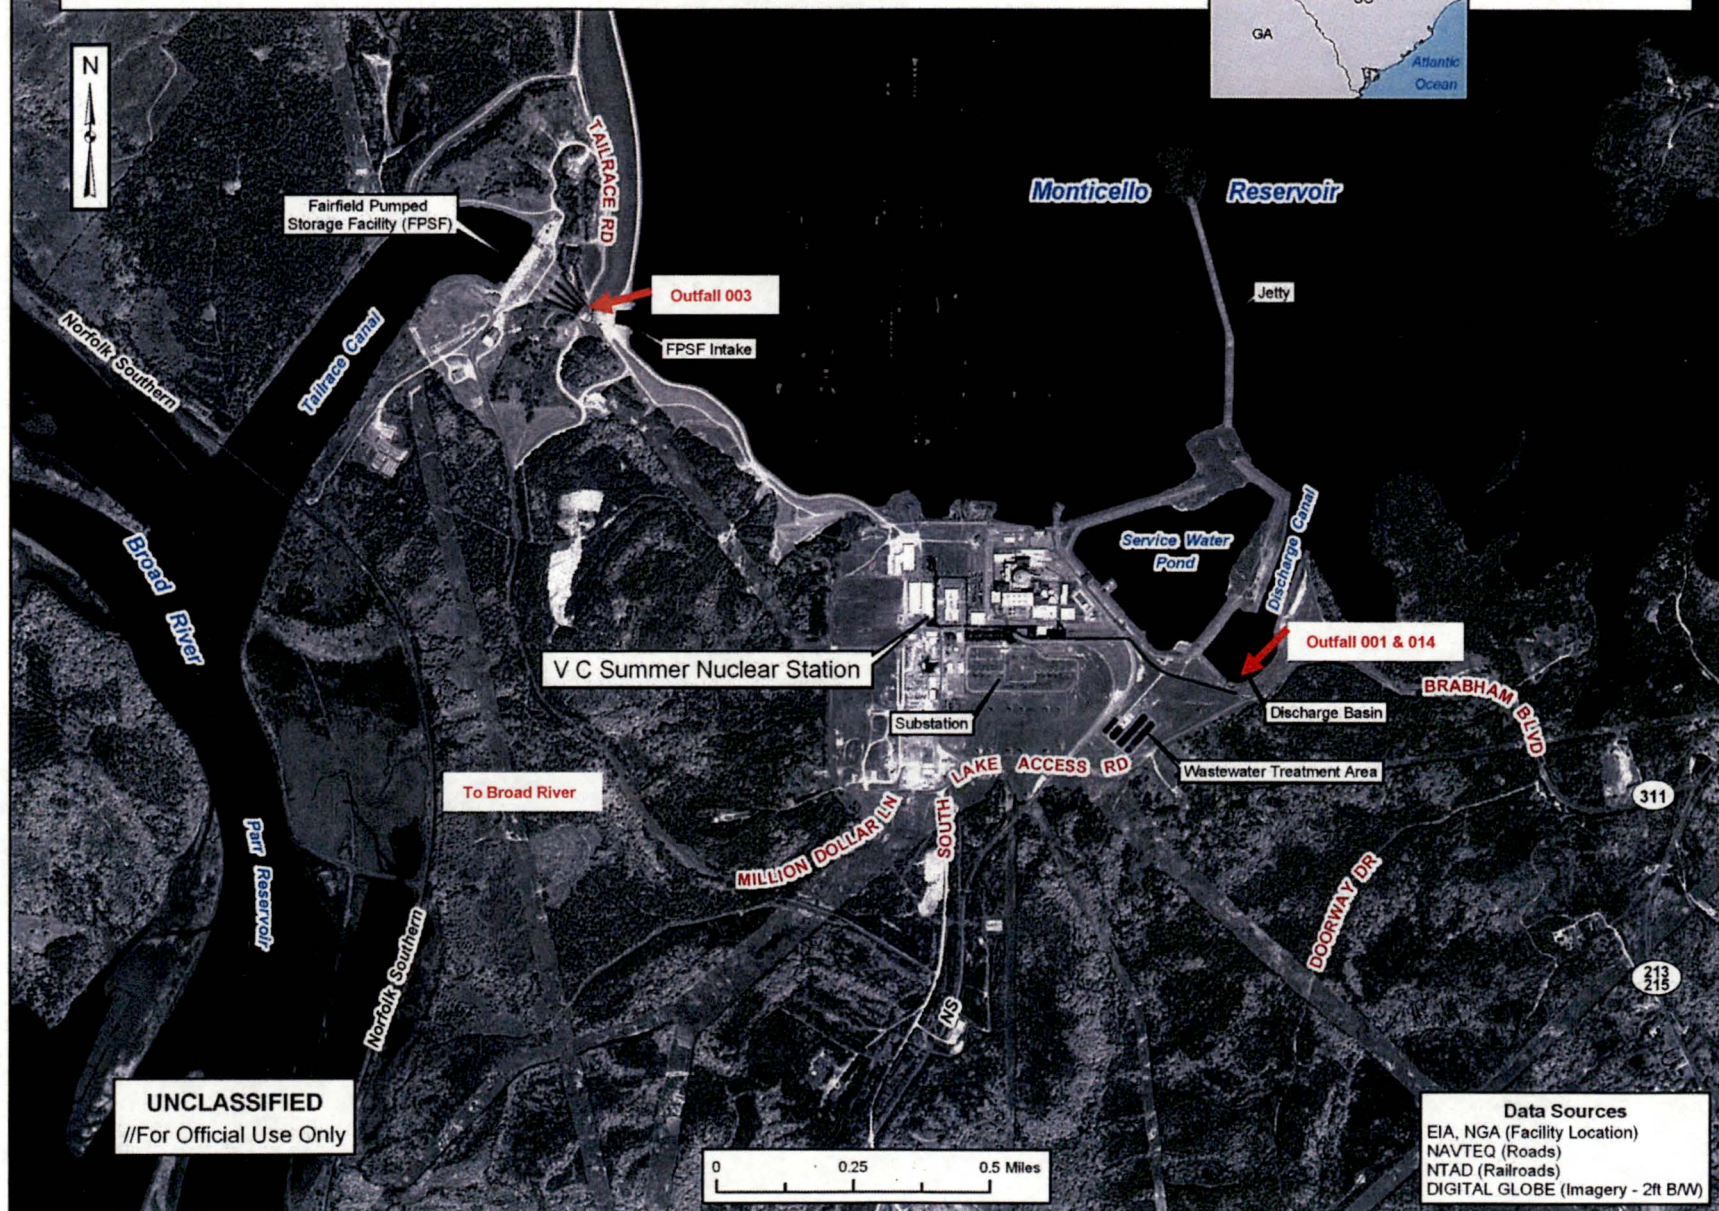 GA
Atlantic
Ocean
N
TAILRACE RD
Monticello Reservoir
Fairfield Pumped
Storage Facility (FPSF)
Outfall 003
Jetty
FPSF Intake
Norfolk Southern
Tailrace Canal
Broad River
Service Water
Pond
Discharge Canal
Outfall 001 & 014
V C Summer Nuclear Station
BRABHAM BLVD
Substation
Discharge Basin
LAKE ACCESS RD
Wastewater Treatment Area
To Broad River
311
MILLION DOLLAR LN
SOUTH
Parr Reservoir
DOORWAY DR
Norfolk Southern
213
215
NS
UNCLASSIFIED
//For Official Use Only
0 0.25 0.5 Miles
Data Sources
EIA, NGA (Facility Location)
NAVTEQ (Roads)
NTAD (Railroads)
DIGITAL GLOBE (Imagery - 2ft B/W)